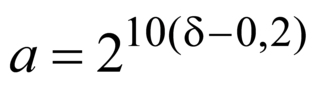 a = 2^{10(δ−0,2)}